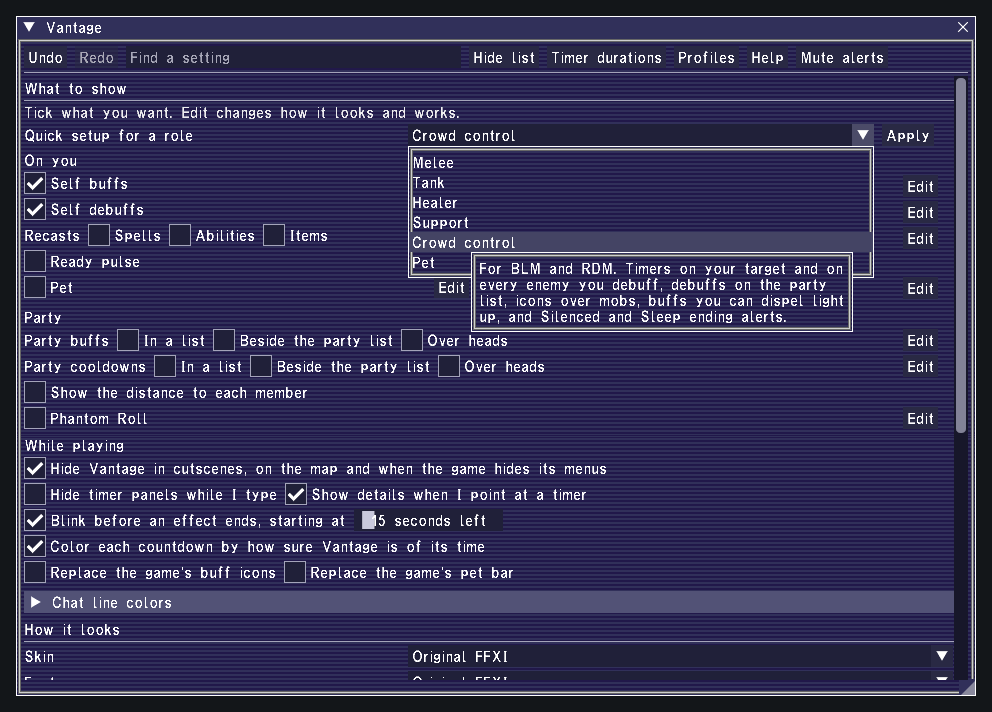 Vantage
Undo Redo Find a setting Hide list Timer durations Profiles Help Mute alerts
What to show
Tick what you want. Edit changes how it looks and works.
Quick setup for a role Crowd control Apply
On you
Melee
Self buffs Tank Edit
Healer
Self debuffs Edit
Support
Recasts Spells Abilities Items Crowd control Edit
Ready pulse Pet
For BLM and RDM. Timers on your target and on
every enemy you debuff, debuffs on the party
list, icons over mobs, buffs you can dispel light
up, and Silenced and Sleep ending alerts.
Pet Edit Edit
Party
Party buffs In a list Beside the party list Over heads Edit
Party cooldowns In a list Beside the party list Over heads Edit
Show the distance to each member
Phantom Roll Edit
While playing
Hide Vantage in cutscenes, on the map and when the game hides its menus
Hide timer panels while I type Show details when I point at a timer
Blink before an effect ends, starting at 15 seconds left
Color each countdown by how sure Vantage is of its time
Replace the game's buff icons Replace the game's pet bar
Chat line colors
How it looks
Skin Original FFXI